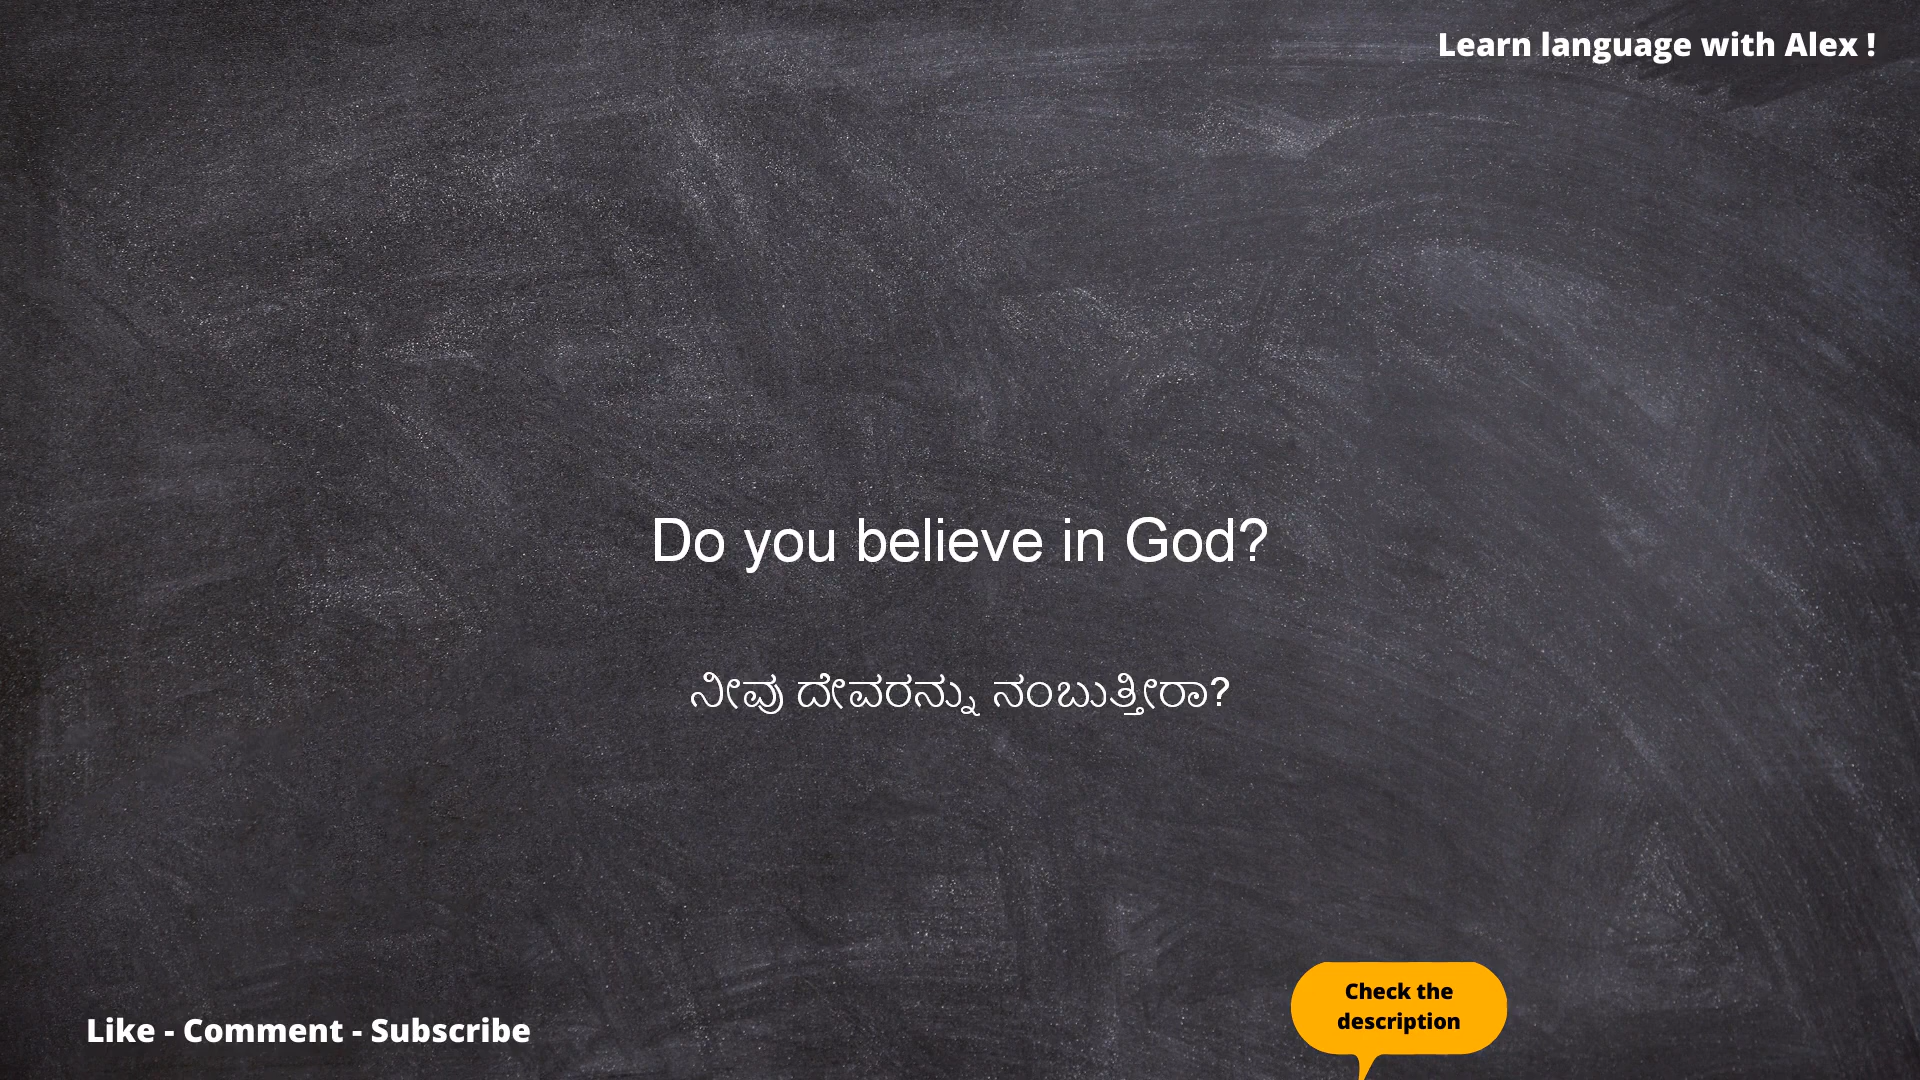 Learn language with Alex !
Do you believe in God?
ನೀವು ದೇವರನ್ನು ನಂಬುತ್ತೀರಾ?
Check the
description
Like - Comment - Subscribe